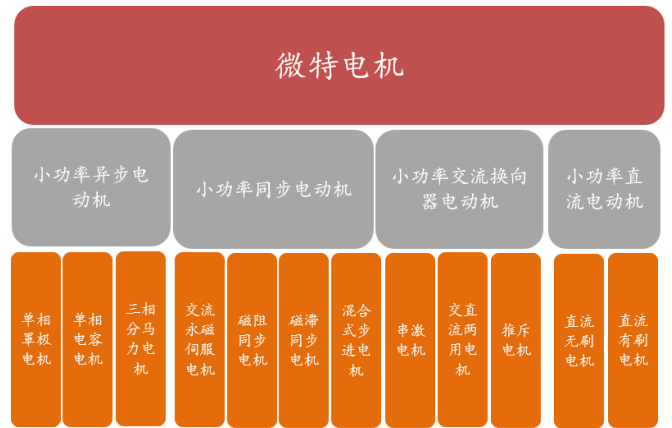 微特电机
小功率异步电
动机
小功率同步电动机
小功率交流换向
器电动机
小功率直
流电动机
单相
罩极
电机
单相
电容
电机
三相
分马
力电
机
交流
永磁
伺服
电机
磁阻
同步
电机
磁滞
同步
电机
混合
式步
进电
机
串激
电机
交直
流两
用电
机
推斥
电机
直流
无刷
电机
直流
有刷
电机